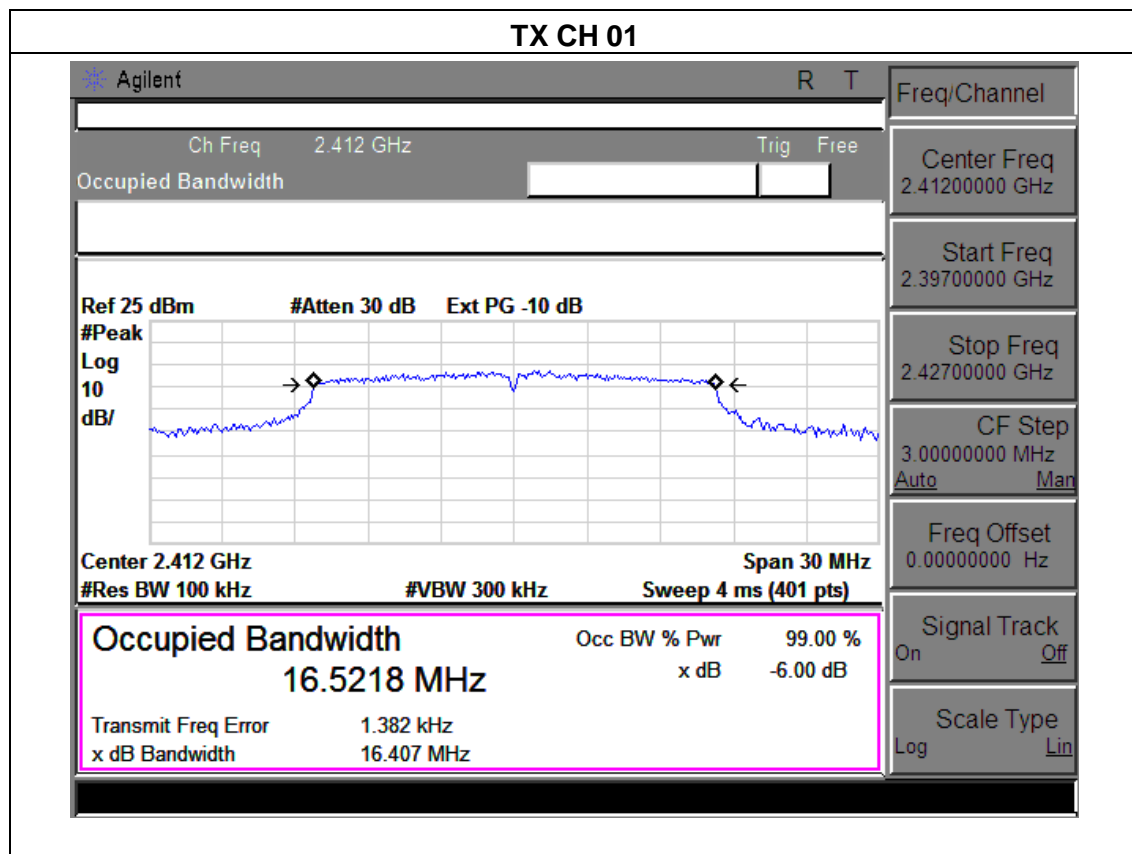 TX CH 01
Agilent R T
Ch Freq 2.412 GHz Trig Free
Occupied Bandwidth
Ref 25 dBm #Atten 30 dB Ext PG -10 dB
#Peak
Log
10
dB/
Center 2.412 GHz Span 30 MHz
#Res BW 100 kHz #VBW 300 kHz Sweep 4 ms (401 pts)
Occupied Bandwidth Occ BW % Pwr 99.00 %
16.5218 MHz x dB -6.00 dB
Transmit Freq Error 1.382 kHz
x dB Bandwidth 16.407 MHz
Freq/Channel
Center Freq
2.41200000 GHz
Start Freq
2.39700000 GHz
Stop Freq
2.42700000 GHz
CF Step
3.00000000 MHz
Auto Man
Freq Offset
0.00000000 Hz
Signal Track
On Off
Scale Type
Log Lin